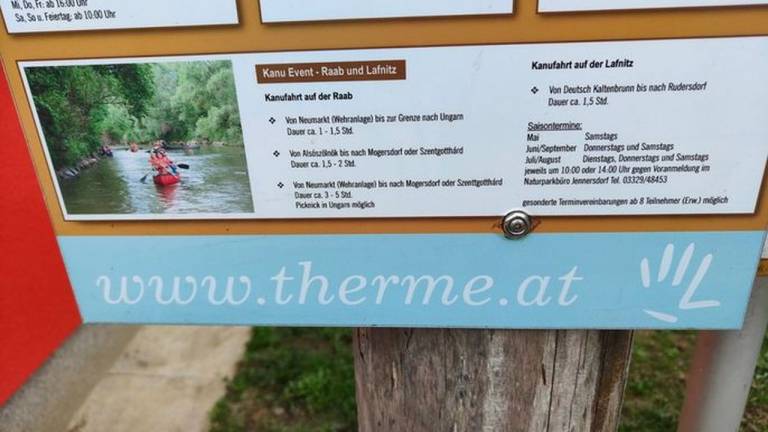 Mi, Do, Fr: ab 16:00 Uhr
Sa, So u. Feiertag: ab 10:00 Uhr
Kanu Event - Raab und Lafnitz
Kanufahrt auf der Raab
❖ Von Neumarkt (Wehranlage) bis zur Grenze nach Ungarn
Dauer ca. 1 - 1,5 Std.
❖ Von Alsószölnök bis nach Mogersdorf oder Szentgotthárd
Dauer ca. 1,5 - 2 Std.
❖ Von Neumarkt (Wehranlage) bis nach Mogersdorf oder Szenttgotthárd
Dauer ca. 3 - 5 Std.
Picknick in Ungarn möglich
Kanufahrt auf der Lafnitz
❖ Von Deutsch Kaltenbrunn bis nach Rudersdorf
Dauer ca. 1,5 Std.
Saisontermine:
Mai Samstags
Juni/September Donnerstags und Samstags
Juli/August Dienstags, Donnerstags und Samstags
jeweils um 10:00 oder 14:00 Uhr gegen Voranmeldung im
Naturparkbüro Jennersdorf Tel. 03329/48453
gesonderte Terminvereinbarungen ab 8 Teilnehmer (Erw.) möglich
www.therme.at